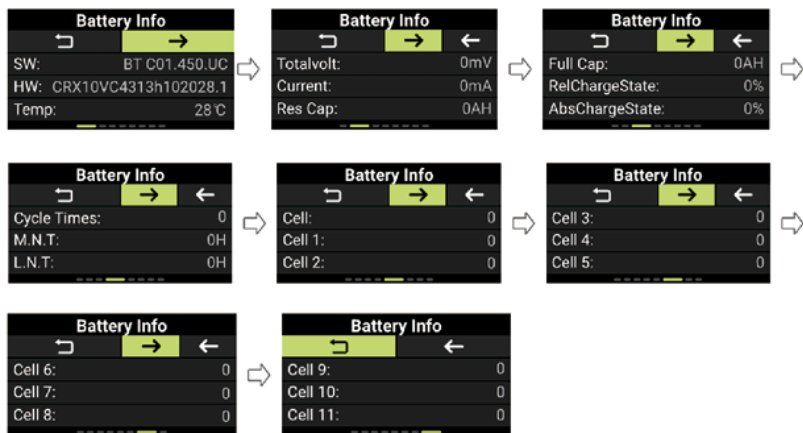 Battery Info
SW: BT C01.450.UC
HW: CRX10VC4313h102028.1
Temp: 28℃
Battery Info
Totalvolt: 0mV
Current: 0mA
Res Cap: 0AH
Battery Info
Full Cap: 0AH
RelChargeState: 0%
AbsChargeState: 0%
Battery Info
Cycle Times: 0
M.N.T: 0H
L.N.T: 0H
Battery Info
Cell: 0
Cell 1: 0
Cell 2: 0
Battery Info
Cell 3: 0
Cell 4: 0
Cell 5: 0
Battery Info
Cell 6: 0
Cell 7: 0
Cell 8: 0
Battery Info
Cell 9: 0
Cell 10: 0
Cell 11: 0